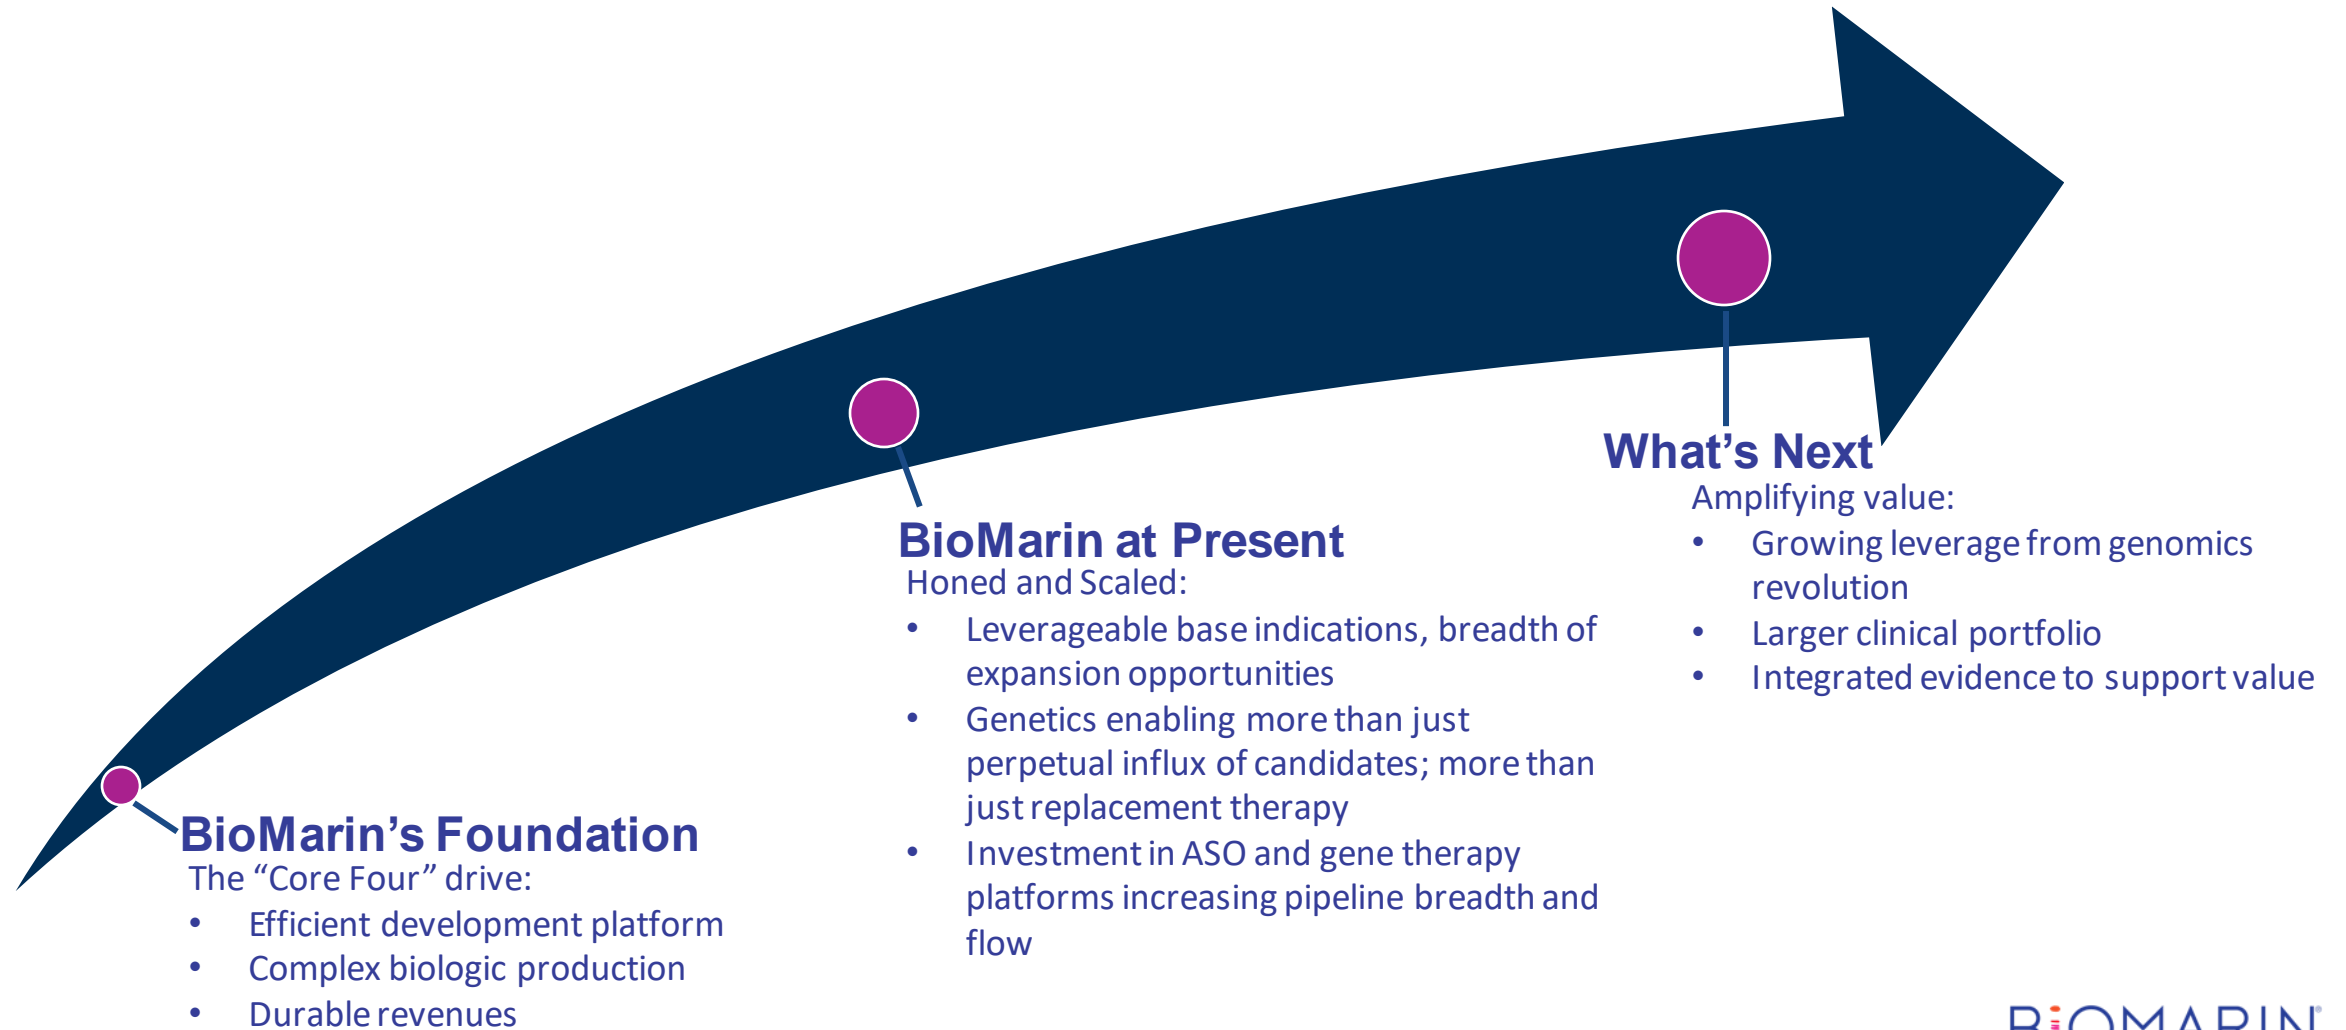 What's Next
Amplifying value:
• Growing leverage from genomics
revolution
• Larger clinical portfolio
• Integrated evidence to support value
BioMarin at Present
Honed and Scaled:
• Leverageable base indications, breadth of
expansion opportunities
• Genetics enabling more than just
perpetual influx of candidates; more than
just replacement therapy
• Investment in ASO and gene therapy
platforms increasing pipeline breadth and
flow
BioMarin's Foundation
The “Core Four” drive:
• Efficient development platform
• Complex biologic production
• Durable revenues
BiOMARIN®